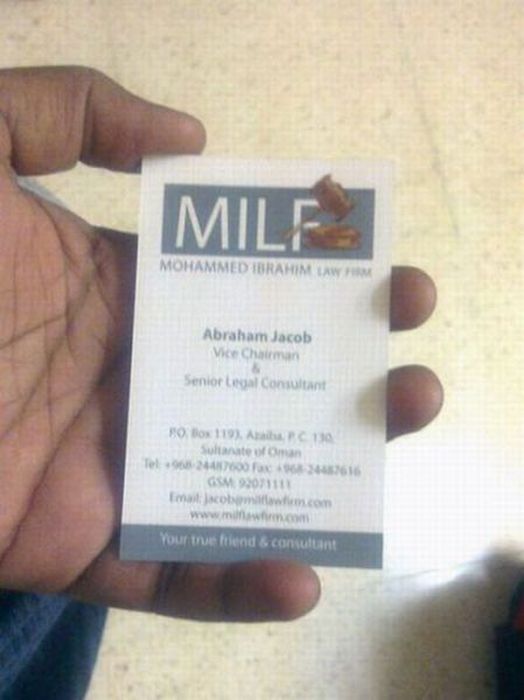 MILF
MOHAMMED IBRAHIM LAW FIRM
Abraham Jacob
Vice Chairman
&
Senior Legal Consultant
P.O. Box 1193, Azaiba, P. C. 130,
Sultanate of Oman
Tel: +968-24487600 Fax: +968-24487616
GSM: 92071111
Email: jacob@milflawfirm.com
www.milflawfirm.com
Your true friend & consultant